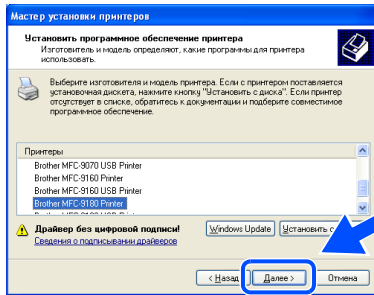 Мастер установки принтеров
Установить программное обеспечение принтера
Изготовитель и модель определяют, какие программы для принтера
использовать.
Выберите изготовителя и модель принтера. Если с принтером поставляется
установочная дискета, нажмите кнопку "Установить с диска". Если принтер
отсутствует в списке, обратитесь к документации и подберите совместимое
программное обеспечение.
Принтеры
Brother MFC-9070 USB Printer
Brother MFC-9160 Printer
Brother MFC-9160 USB Printer
Brother MFC-9180 Printer
Драйвер без цифровой подписи!
Windows Update
Установить с
Сведения о подписывании драйверов
< Назад
Далее >
Отмена